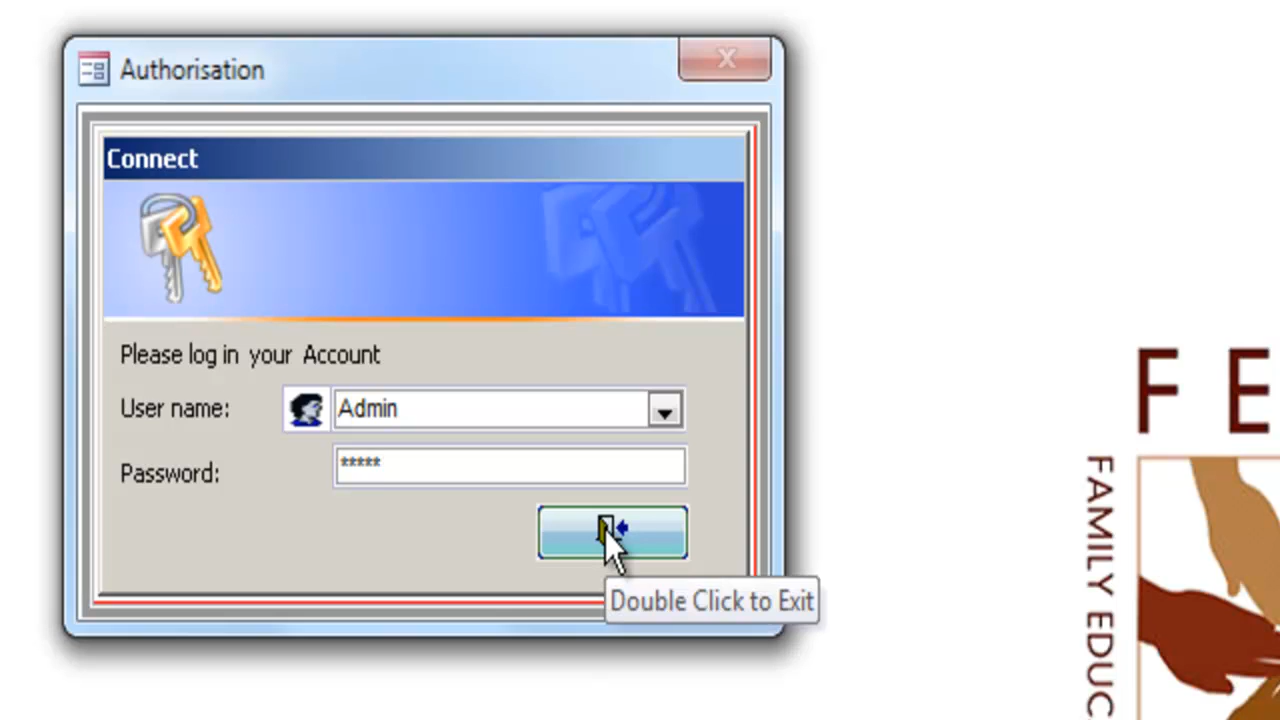 Authorisation
Connect
Please log in your Account
User name: Admin
Password: *****
Double Click to Exit
F E
FAMILY EDUC